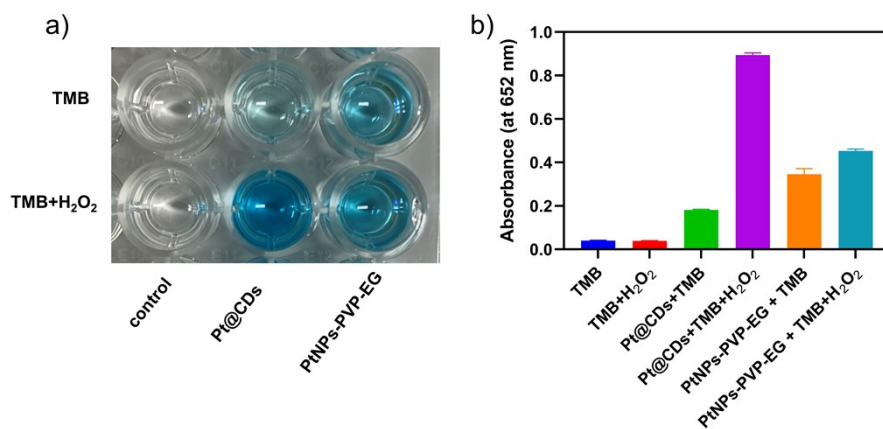 a)
TMB
TMB+H₂O₂
control
Pt@CDs
PtNPs-PVP-EG
b)
Absorbance (at 652 nm)
1.0
0.8
0.6
0.4
0.2
0.0
TMB
TMB+H₂O₂
Pt@CDs+TMB
Pt@CDs+TMB+H₂O₂
PtNPs-PVP-EG + TMB
PtNPs-PVP-EG + TMB+H₂O₂